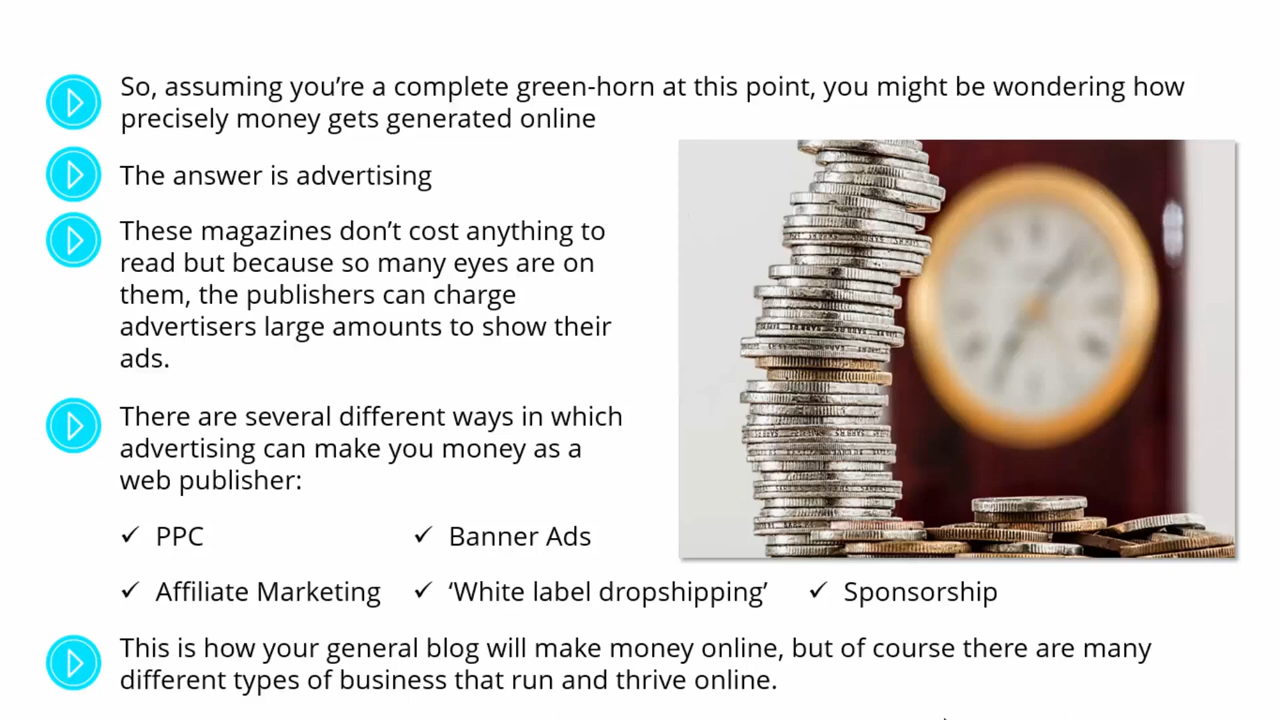 So, assuming you’re a complete green-horn at this point, you might be wondering how
precisely money gets generated online
The answer is advertising
These magazines don’t cost anything to
read but because so many eyes are on
them, the publishers can charge
advertisers large amounts to show their
ads.
There are several different ways in which
advertising can make you money as a
web publisher:
✓ PPC ✓ Banner Ads
✓ Affiliate Marketing ✓ ‘White label dropshipping’ ✓ Sponsorship
This is how your general blog will make money online, but of course there are many
different types of business that run and thrive online.